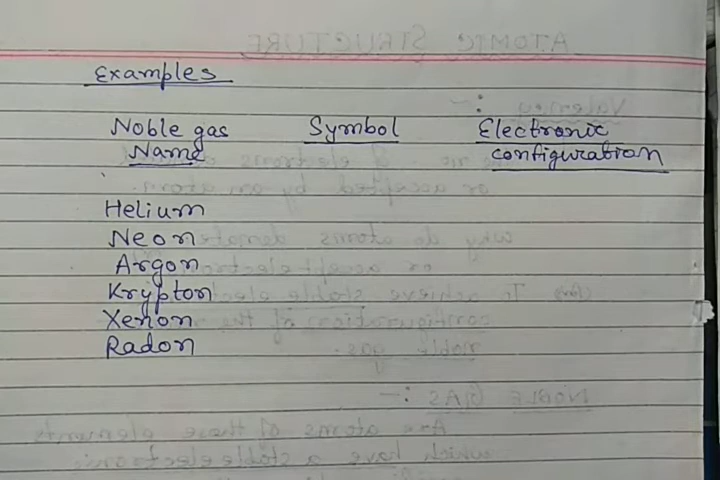 Examples
Noble gas Symbol Electronic
Name configuration
Helium
Neon
Argon
Krypton
Xenon
Radon